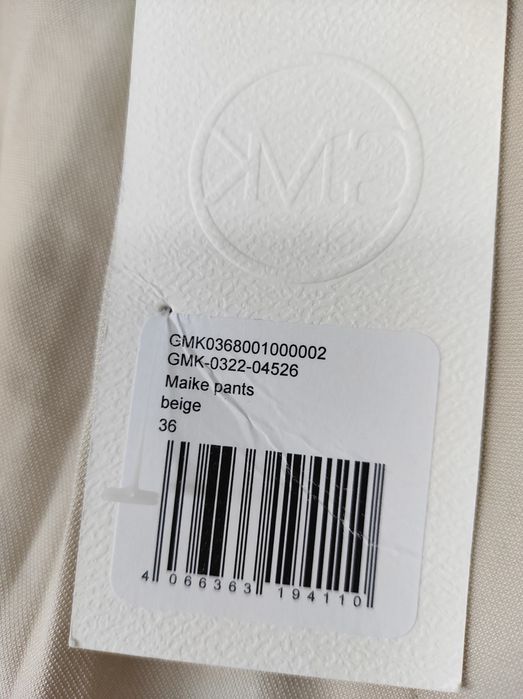 GMK0368001000002
GMK-0322-04526
Maike pants
beige
36
4 066363 194110